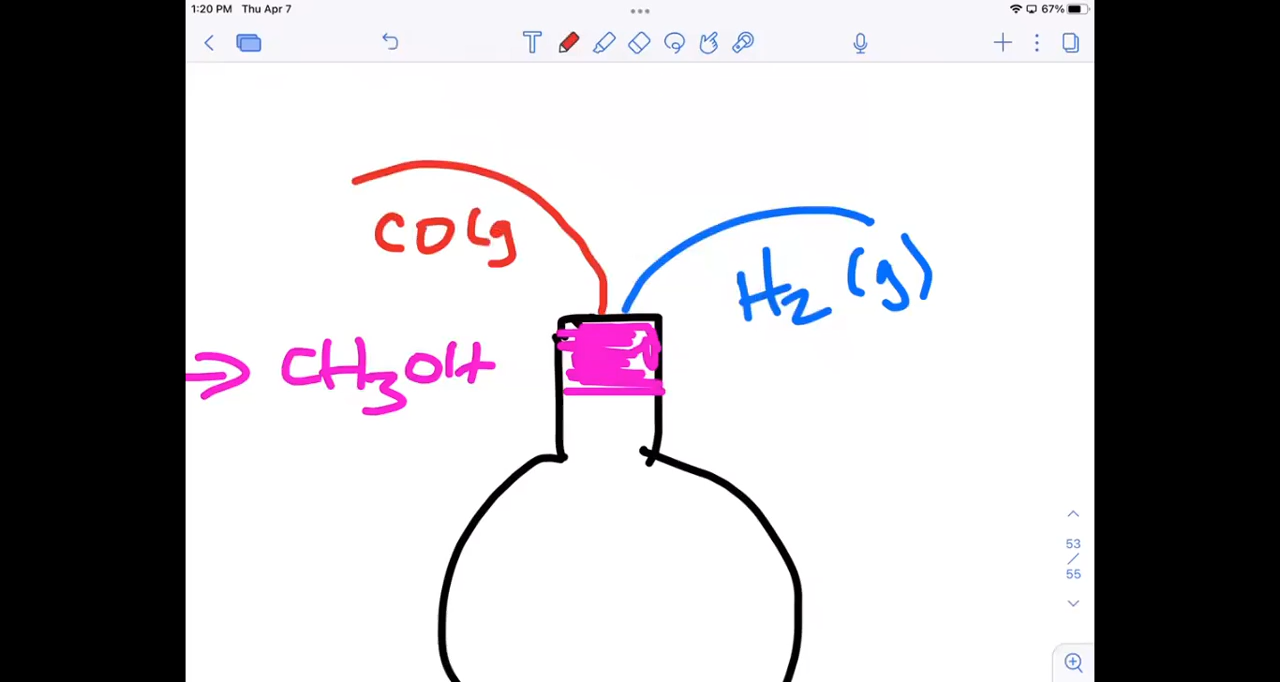 1:20 PM Thu Apr 7
67%
CO(g
H2 (g)
=> CH3OH
53
/
55